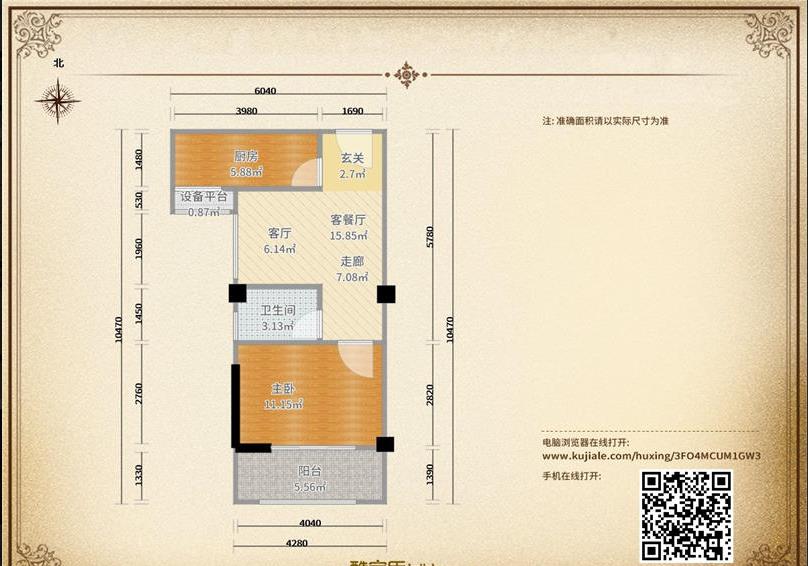 北
6040
3980
1690
注: 准确面积请以实际尺寸为准
1480
530
1960
1450
2760
1330
10470
厨房
5.88㎡
玄关
2.7㎡
设备平台
0.87㎡
客厅
6.14㎡
客餐厅
15.85㎡
走廊
7.08㎡
卫生间
3.13㎡
主卧
11.15㎡
阳台
5.56㎡
5780
2820
1390
10470
4040
4280
电脑浏览器在线打开:
www.kujiale.com/huxing/3FO4MCUM1GW3
手机在线打开: